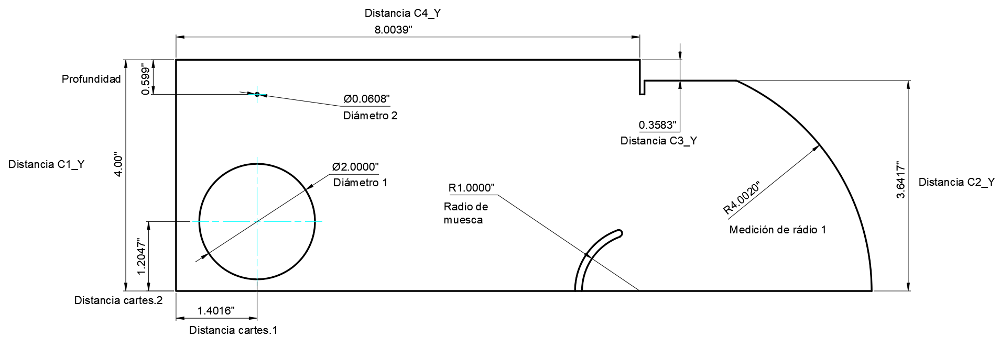 Distancia C4_Y
8.0039"
Profundidad
0.599"
Ø0.0608"
Diámetro 2
0.3583"
Distancia C3_Y
Distancia C1_Y
4.00"
Ø2.0000"
Diámetro 1
R1.0000"
Radio de
muesca
R4.0020"
Medición de rádio 1
3.6417"
Distancia C2_Y
1.2047"
Distancia cartes.2
1.4016"
Distancia cartes.1